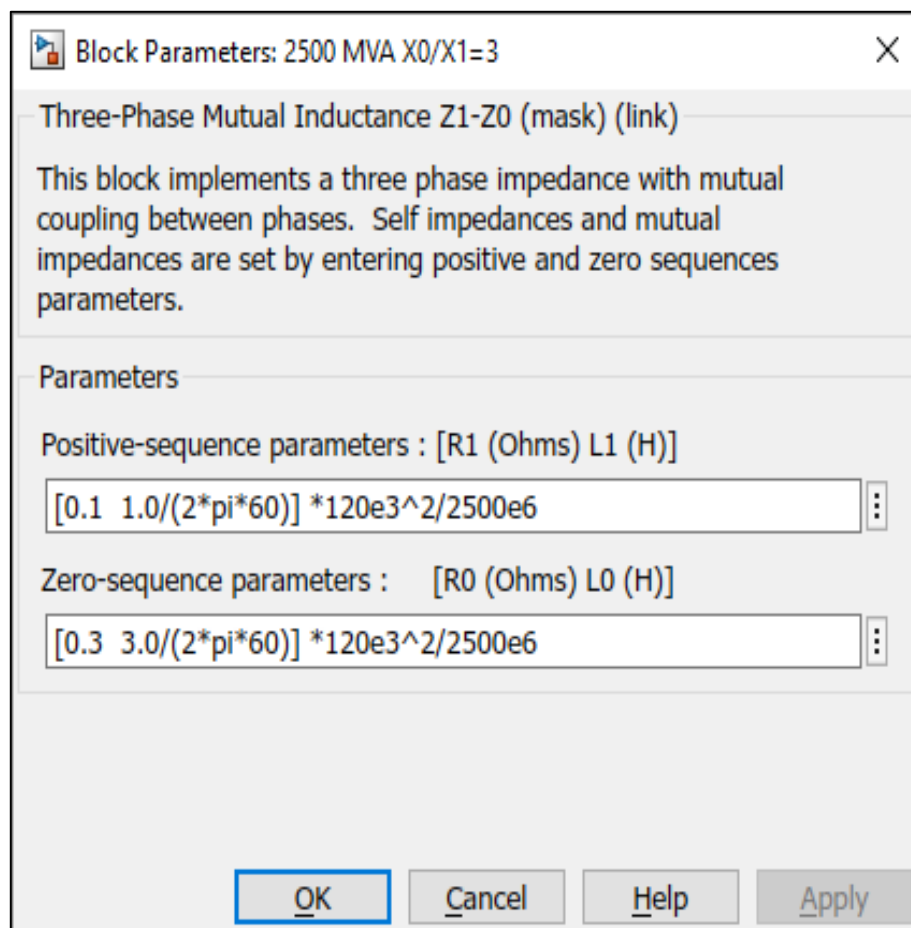 Block Parameters: 2500 MVA X0/X1=3
Three-Phase Mutual Inductance Z1-Z0 (mask) (link)
This block implements a three phase impedance with mutual
coupling between phases.  Self impedances and mutual
impedances are set by entering positive and zero sequences
parameters.
Parameters
Positive-sequence parameters : [R1 (Ohms) L1 (H)]
[0.1  1.0/(2*pi*60)] *120e3^2/2500e6
Zero-sequence parameters :     [R0 (Ohms) L0 (H)]
[0.3  3.0/(2*pi*60)] *120e3^2/2500e6
OK Cancel Help Apply